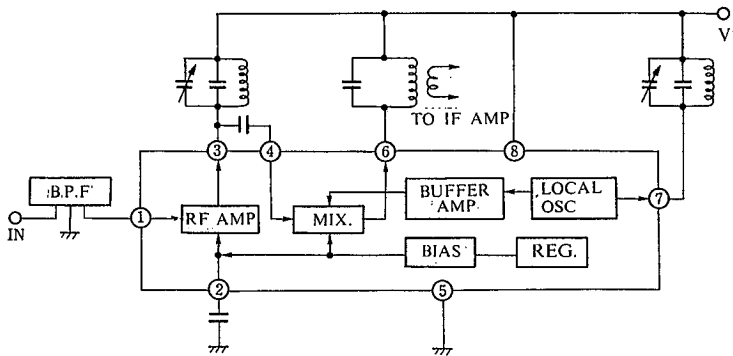 V
TO IF AMP
3
4
6
8
B.P.F
IN
1
RF AMP
MIX.
BUFFER
AMP.
LOCAL
OSC
7
BIAS
REG.
2
5